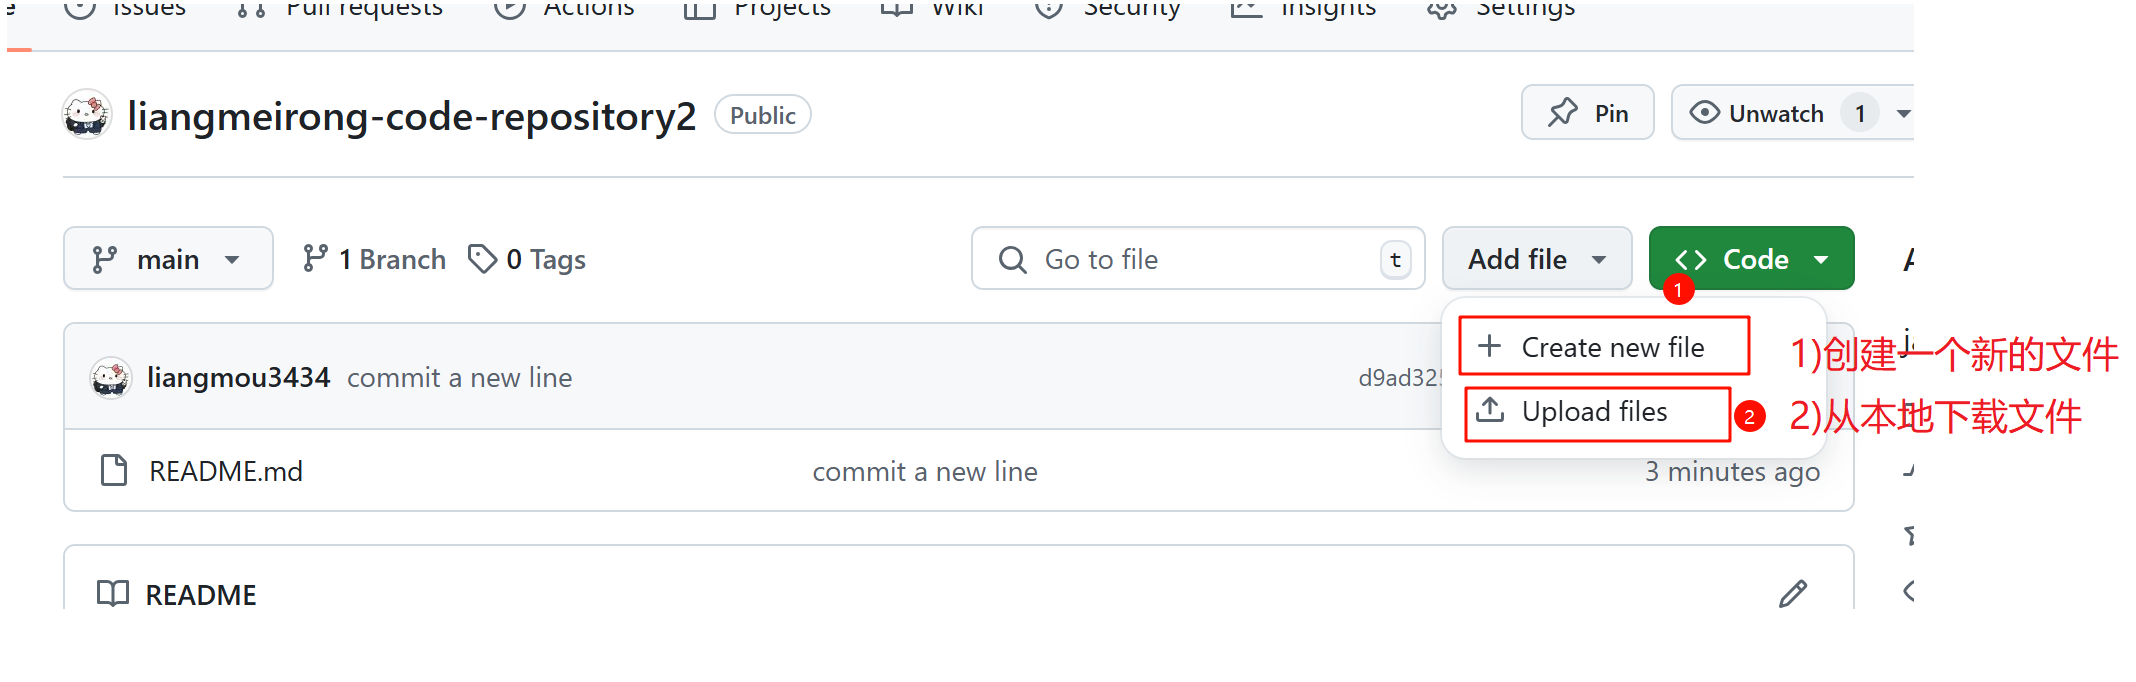 Issues Pull requests Actions Projects Wiki Security Insights Settings
liangmeirong-code-repository2 Public Pin Unwatch 1
main 1 Branch 0 Tags Go to file t Add file Code
1
Create new file 1)创建一个新的文件
liangmou3434 commit a new line d9ad325
Upload files 2 2)从本地下载文件
README.md commit a new line 3 minutes ago
README